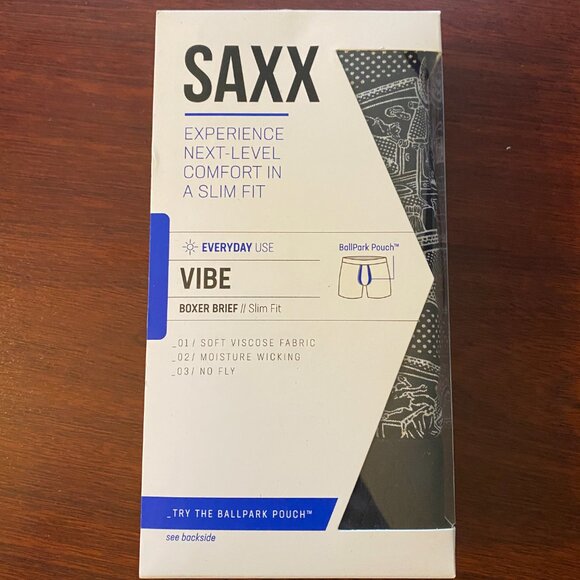 SAXX
EXPERIENCE
NEXT-LEVEL
COMFORT IN
A SLIM FIT
EVERYDAY USE
VIBE
BOXER BRIEF // Slim Fit
BallPark Pouch™
_01/ SOFT VISCOSE FABRIC
_02/ MOISTURE WICKING
_03/ NO FLY
_TRY THE BALLPARK POUCH™
see backside